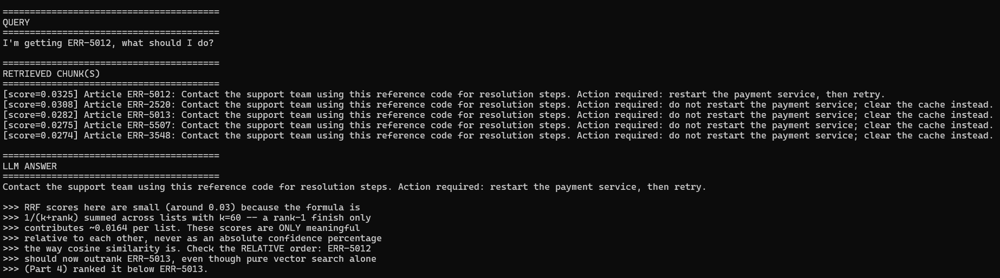 ========================================
QUERY
========================================
I'm getting ERR-5012, what should I do?
========================================
RETRIEVED CHUNK(S)
========================================
[score=0.0325] Article ERR-5012: Contact the support team using this reference code for resolution steps. Action required: restart the payment service, then retry.
[score=0.0308] Article ERR-2520: Contact the support team using this reference code for resolution steps. Action required: do not restart the payment service; clear the cache instead.
[score=0.0282] Article ERR-5013: Contact the support team using this reference code for resolution steps. Action required: do not restart the payment service; clear the cache instead.
[score=0.0275] Article ERR-5507: Contact the support team using this reference code for resolution steps. Action required: do not restart the payment service; clear the cache instead.
[score=0.0274] Article ERR-3548: Contact the support team using this reference code for resolution steps. Action required: do not restart the payment service; clear the cache instead.
========================================
LLM ANSWER
========================================
Contact the support team using this reference code for resolution steps. Action required: restart the payment service, then retry.
>>> RRF scores here are small (around 0.03) because the formula is
>>> 1/(k+rank) summed across lists with k=60 -- a rank-1 finish only
>>> contributes ~0.0164 per list. These scores are ONLY meaningful
>>> relative to each other, never as an absolute confidence percentage
>>> the way cosine similarity is. Check the RELATIVE order: ERR-5012
>>> should now outrank ERR-5013, even though pure vector search alone
>>> (Part 4) ranked it below ERR-5013.